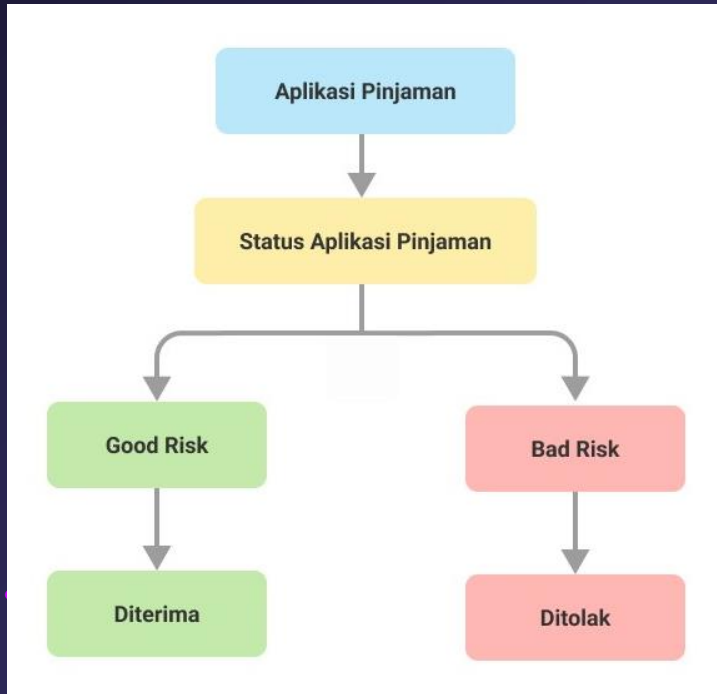 Aplikasi Pinjaman
Status Aplikasi Pinjaman
Good Risk
Bad Risk
Diterima
Ditolak